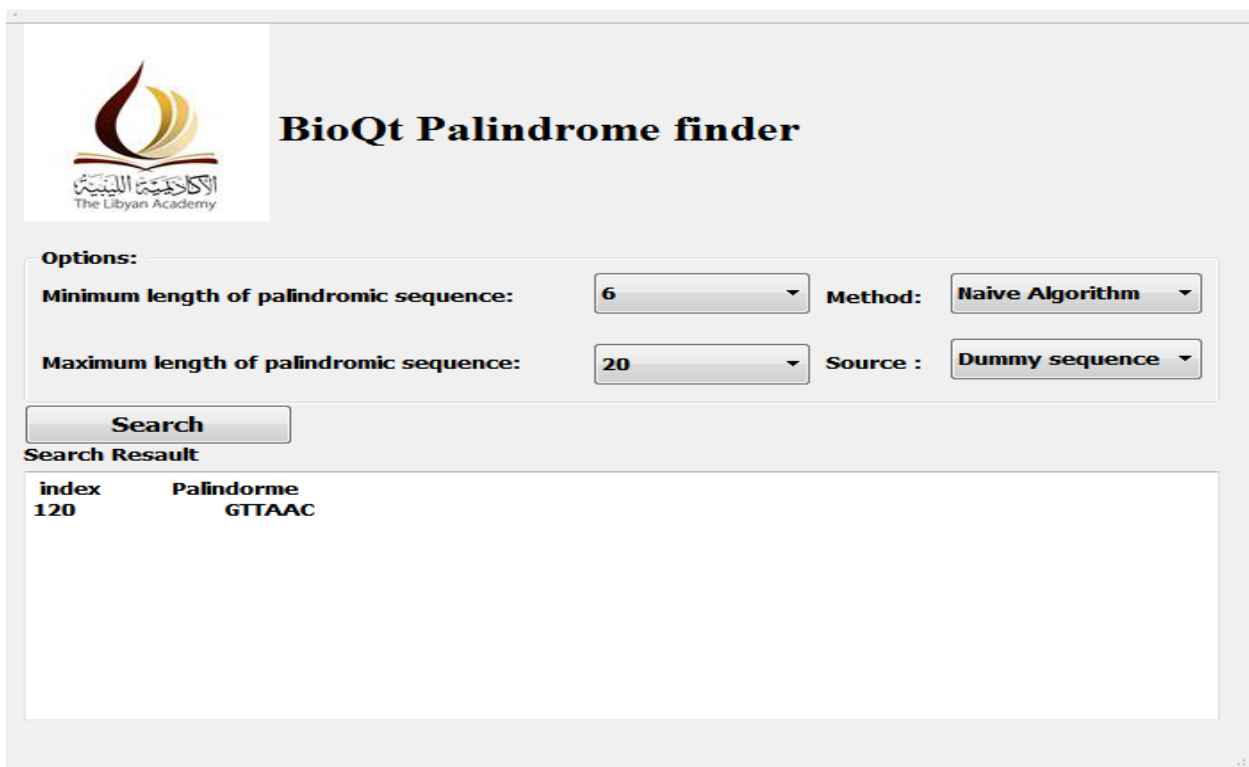 الأكاديمية الليبية
The Libyan Academy
BioQt Palindrome finder
Options:
Minimum length of palindromic sequence: 6 Method: Naive Algorithm
Maximum length of palindromic sequence: 20 Source : Dummy sequence
Search
Search Resault
index Palindorme
120 GTTAAC